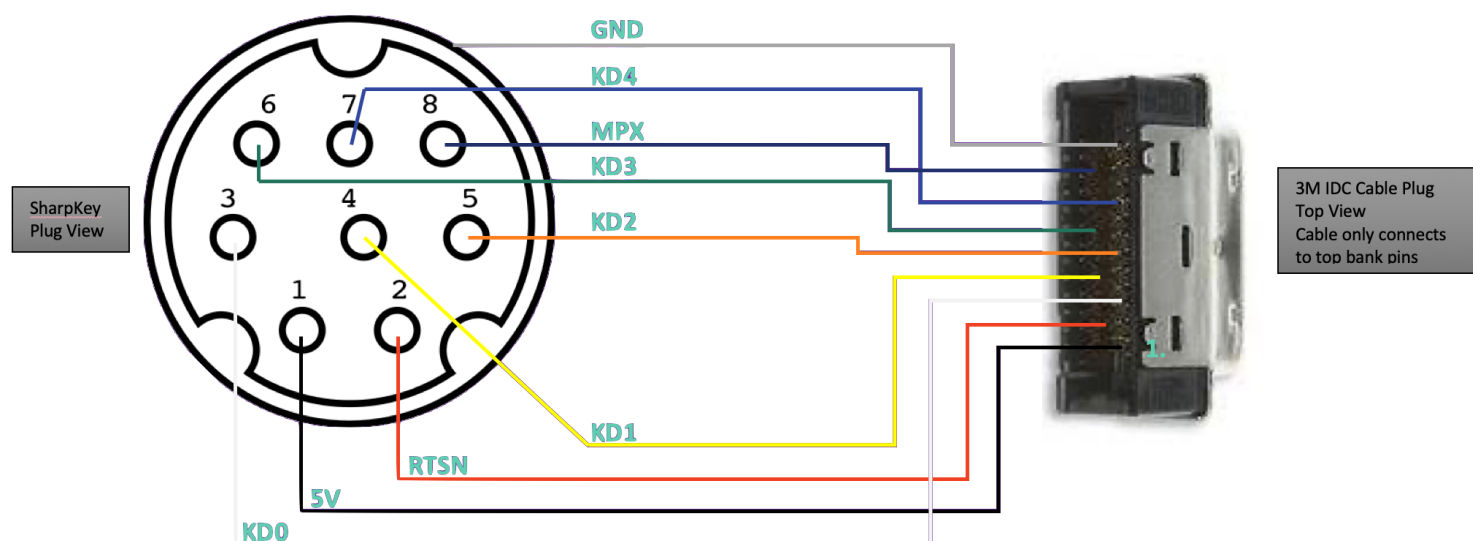 GND
KD4
6
7
8
MPX
KD3
SharpKey
Plug View
3
4
5
KD2
3M IDC Cable Plug
Top View
Cable only connects
to top bank pins
1
2
1.
KD1
RTSN
5V
KD0